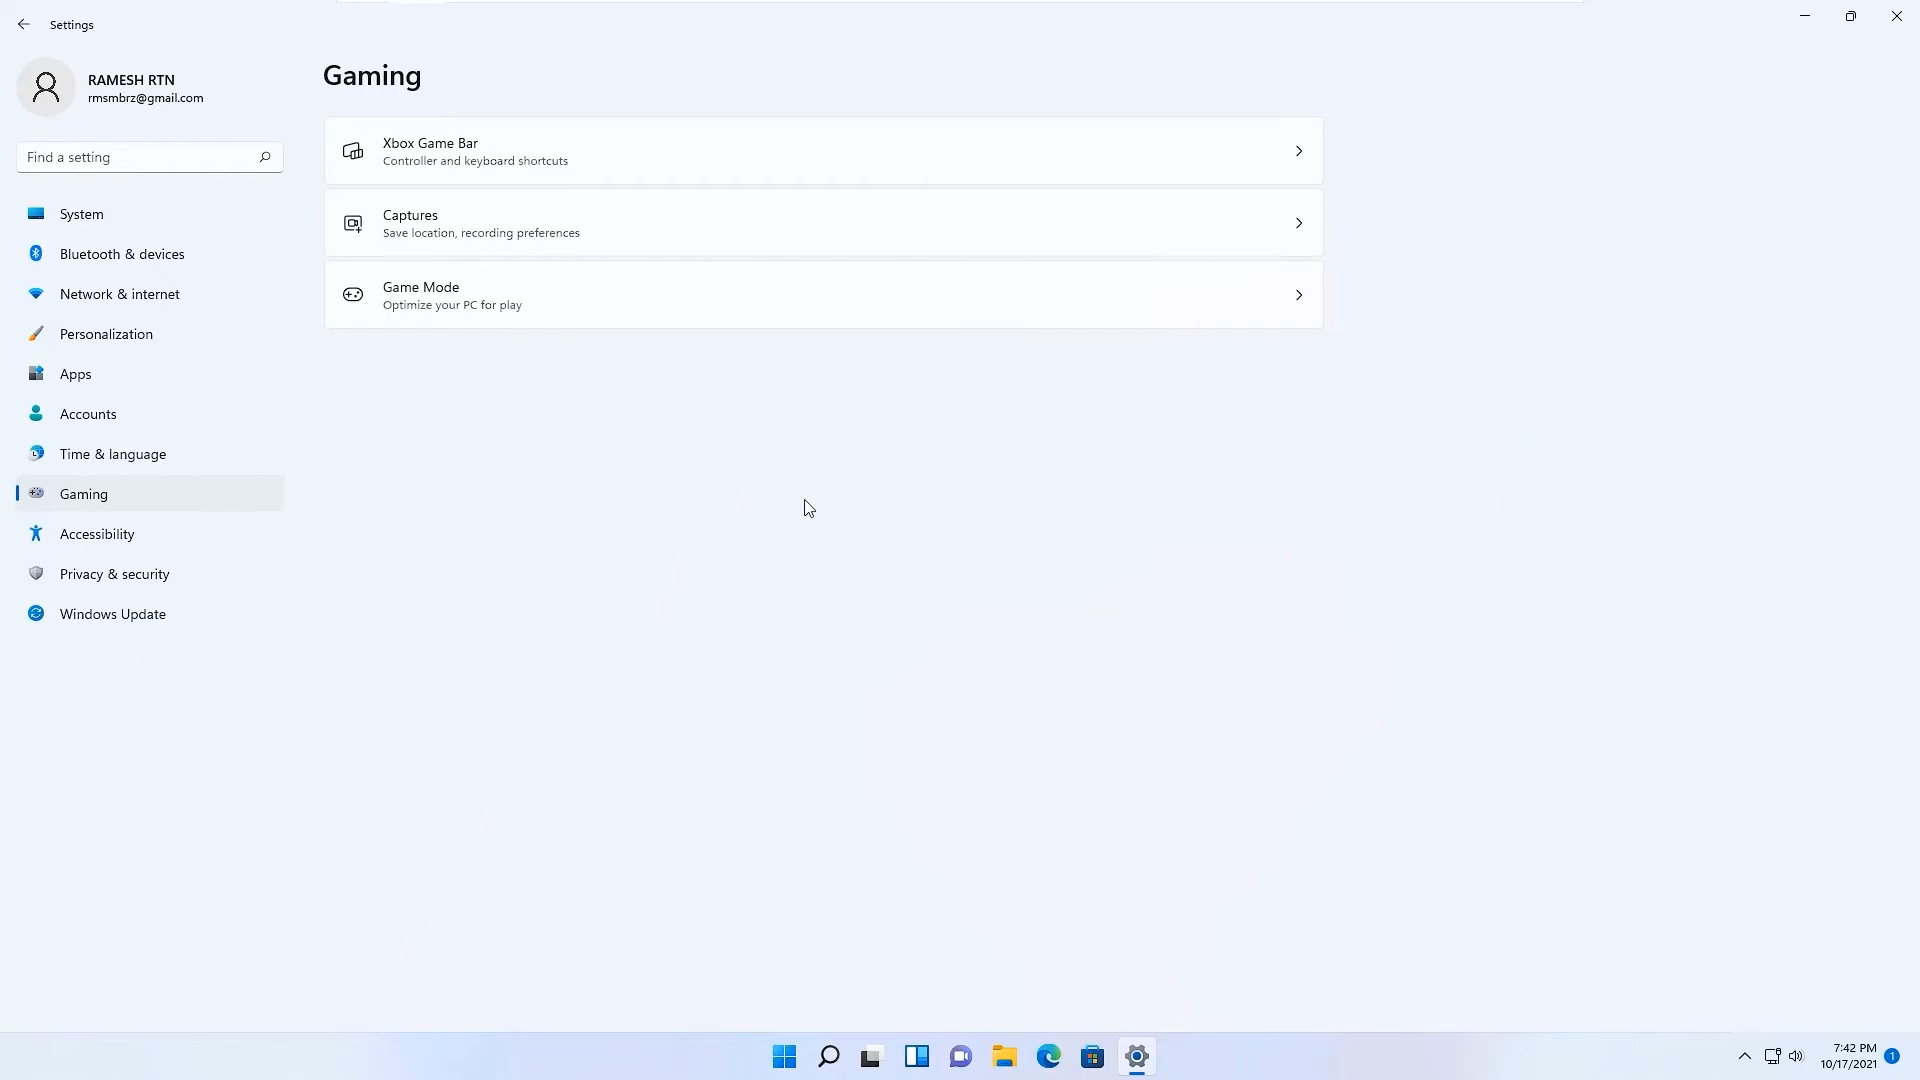 Settings
RAMESH RTN
rmsmbrz@gmail.com
Find a setting
System
Bluetooth & devices
Network & internet
Personalization
Apps
Accounts
Time & language
Gaming
Accessibility
Privacy & security
Windows Update
Gaming
Xbox Game Bar
Controller and keyboard shortcuts
Captures
Save location, recording preferences
Game Mode
Optimize your PC for play
7:42 PM
10/17/2021
1